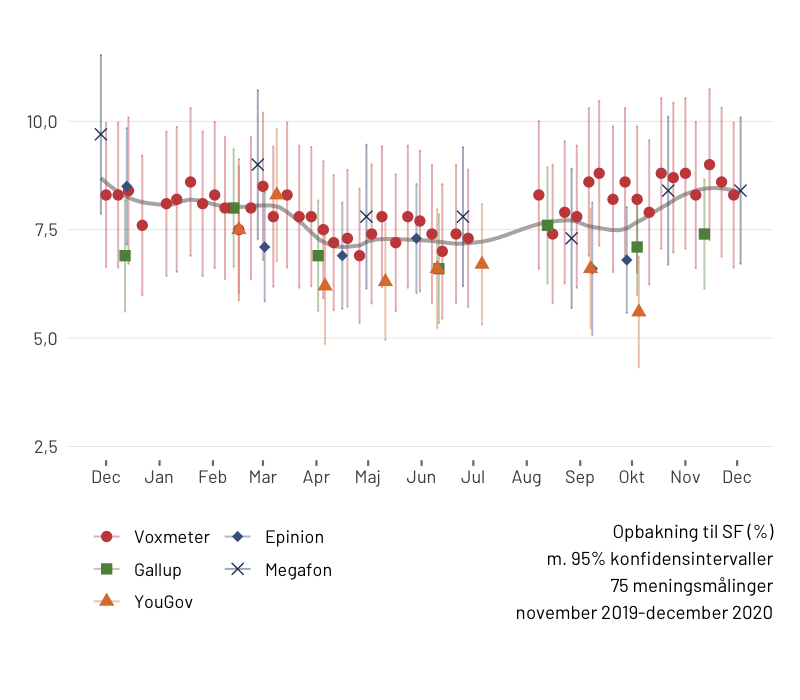 10,0
7,5
5,0
2,5
Dec Jan Feb Mar Apr Maj Jun Jul Aug Sep Okt Nov Dec
Voxmeter Epinion
Gallup Megafon
YouGov
Opbakning til SF (%)
m. 95% konfidensintervaller
75 meningsmålinger
november 2019-december 2020